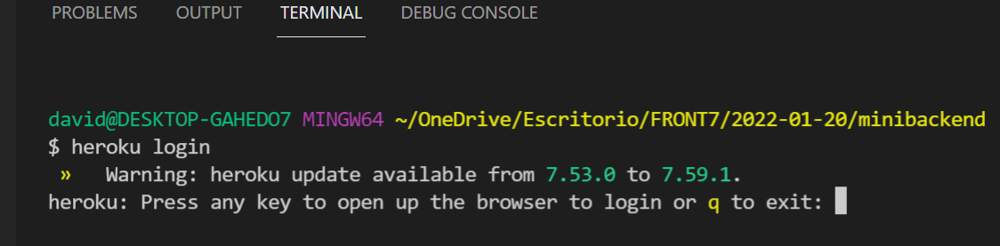 PROBLEMS OUTPUT TERMINAL DEBUG CONSOLE
david@DESKTOP-GAHEDO7 MINGW64 ~/OneDrive/Escritorio/FRONT7/2022-01-20/minibackend
$ heroku login
» Warning: heroku update available from 7.53.0 to 7.59.1.
heroku: Press any key to open up the browser to login or q to exit: